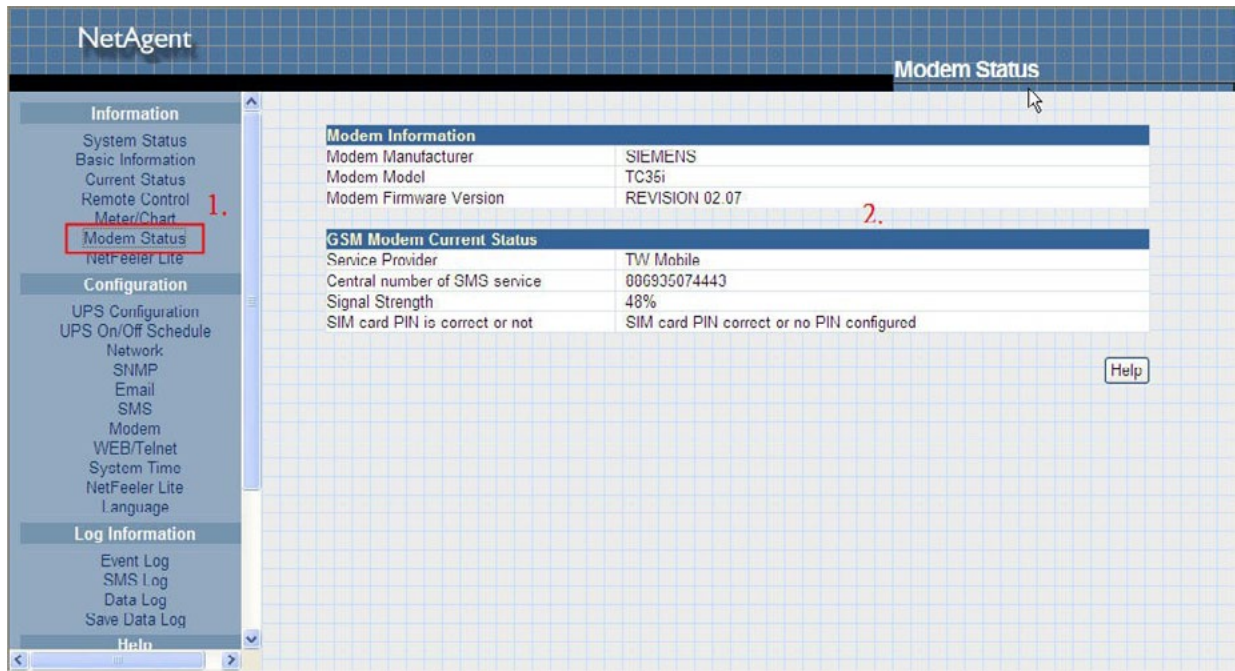 NetAgent
Modem Status
Information
System Status
Basic Information
Current Status
Remote Control
1.
Meter/Chart
Modem Status
NetFeeler Lite
Configuration
UPS Configuration
UPS On/Off Schedule
Network
SNMP
Email
SMS
Modem
WEB/Telnet
System Time
NetFeeler Lite
Language
Log Information
Event Log
SMS Log
Data Log
Save Data Log
Help
Modem Information
Modem Manufacturer SIEMENS
Modem Model TC35i
Modem Firmware Version REVISION 02.07
2.
GSM Modem Current Status
Service Provider TW Mobile
Central number of SMS service 886935074443
Signal Strength 48%
SIM card PIN is correct or not SIM card PIN correct or no PIN configured
Help